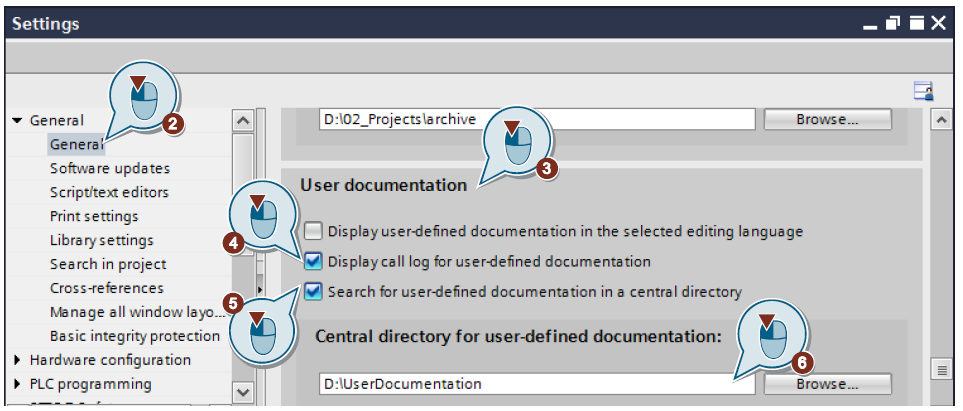 Settings
General
General
Software updates
Script/text editors
Print settings
Library settings
Search in project
Cross-references
Manage all window layo...
Basic integrity protection
Hardware configuration
PLC programming
2
D:\02_Projects\archive
Browse...
3
User documentation
Display user-defined documentation in the selected editing language
4
Display call log for user-defined documentation
5
Search for user-defined documentation in a central directory
Central directory for user-defined documentation:
6
D:\UserDocumentation
Browse...